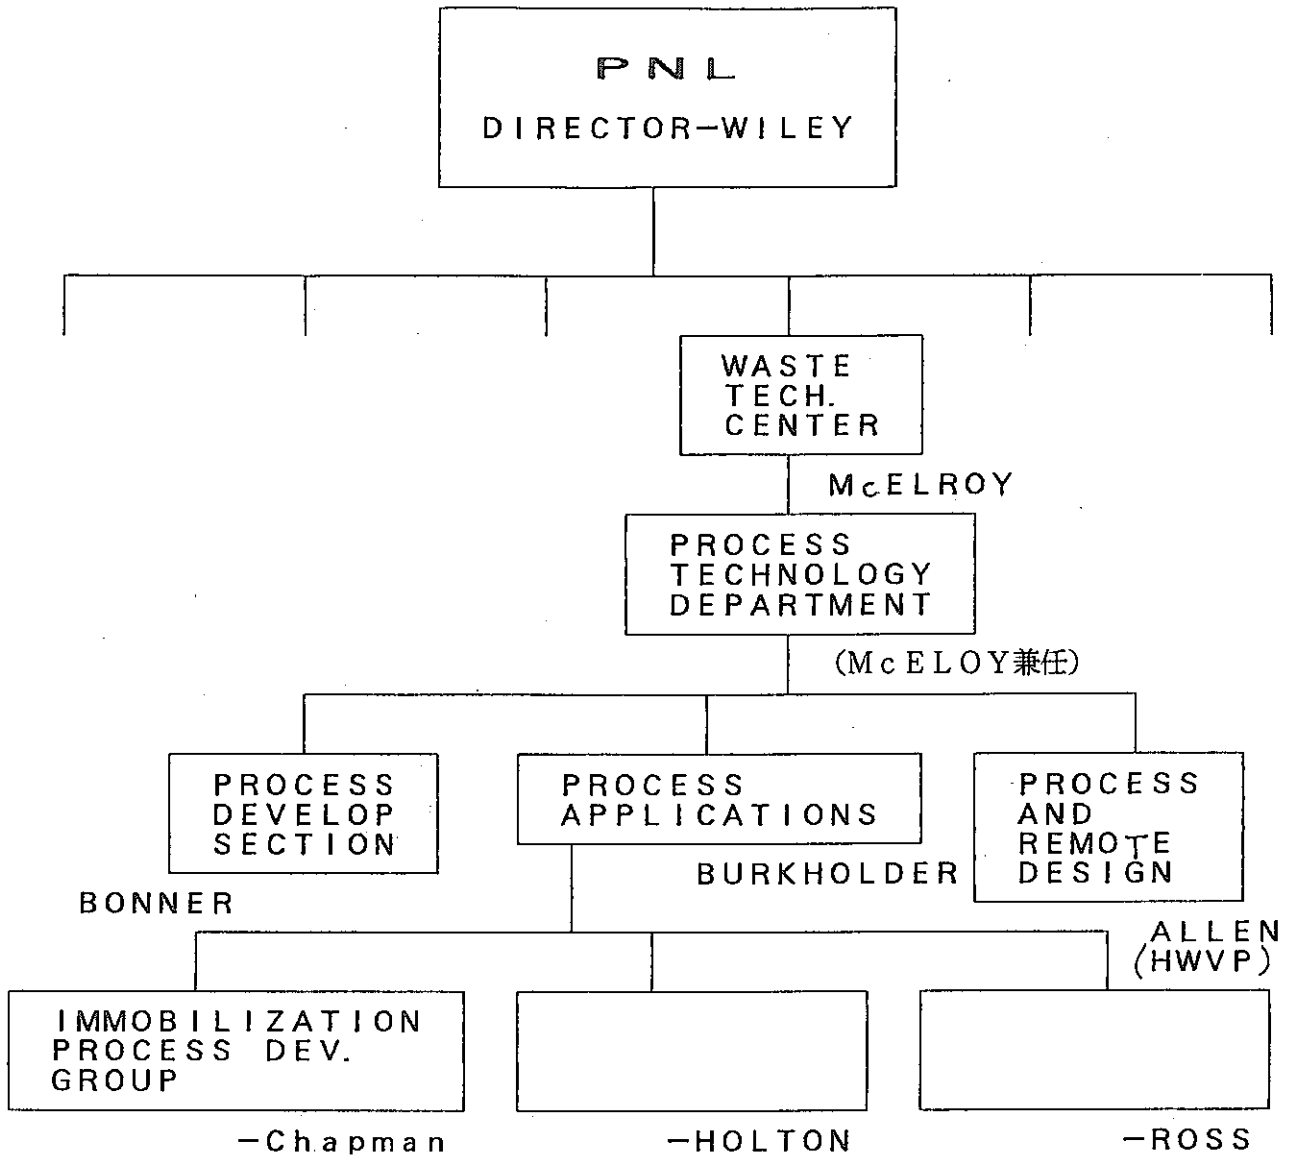 PNL
DIRECTOR-WILEY
WASTE
TECH.
CENTER
McELROY
PROCESS
TECHNOLOGY
DEPARTMENT
(McELOY兼任)
PROCESS
DEVELOP
SECTION
BONNER
PROCESS
APPLICATIONS
BURKHOLDER
PROCESS
AND
REMOTE
DESIGN
ALLEN
(HWVP)
IMMOBILIZATION
PROCESS DEV.
GROUP
-Chapman
-HOLTON
-ROSS